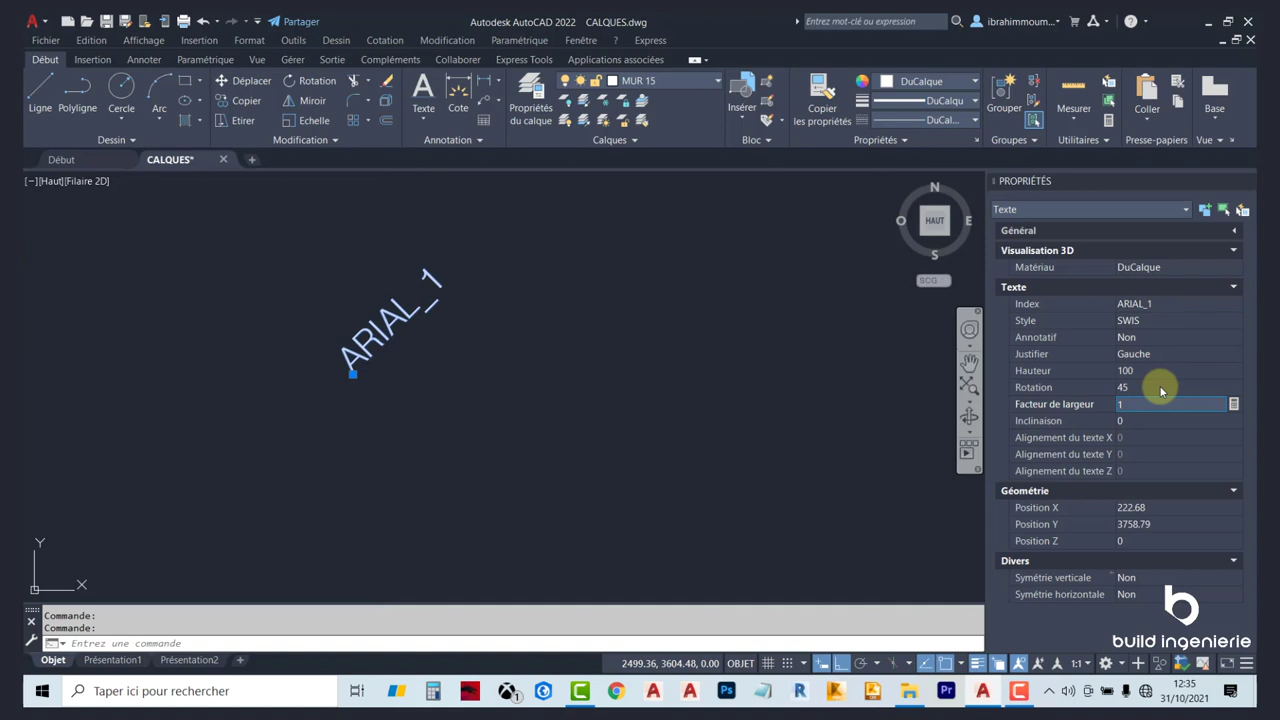 Partager
Autodesk AutoCAD 2022 CALQUES.dwg
Entrez mot-clé ou expression
ibrahimmoum...
Fichier Edition Affichage Insertion Format Outils Dessin Cotation Modification Paramétrique Fenêtre ? Express
Début Insertion Annoter Paramétrique Vue Gérer Sortie Compléments Collaborer Express Tools Applications associées
Ligne Polyligne Cercle Arc
Déplacer Rotation
Copier Miroir
Etirer Echelle
Texte Cote
Propriétés du calque
MUR 15
Insérer
Copier les propriétés
DuCalque
DuCalqu
DuCal...
Grouper
Mesurer
Coller
Base
Dessin Modification Annotation Calques Bloc Propriétés Groupes Utilitaires Presse-papiers Vue
Début CALQUES*
[−][Haut][Filaire 2D]
N
O HAUT E
S
SCG
ARIAL_1
Y
X
PROPRIÉTÉS
Texte
Général
Visualisation 3D
Matériau DuCalque
Texte
Index ARIAL_1
Style SWIS
Annotatif Non
Justifier Gauche
Hauteur 100
Rotation 45
Facteur de largeur 1
Inclinaison 0
Alignement du texte X 0
Alignement du texte Y 0
Alignement du texte Z 0
Géométrie
Position X 222.68
Position Y 3758.79
Position Z 0
Divers
Symétrie verticale Non
Symétrie horizontale Non
build ingenierie
Commande:
Commande:
Entrez une commande
Objet Présentation1 Présentation2
2499.36, 3604.48, 0.00 OBJET
1:1
Taper ici pour rechercher
12:35
31/10/2021